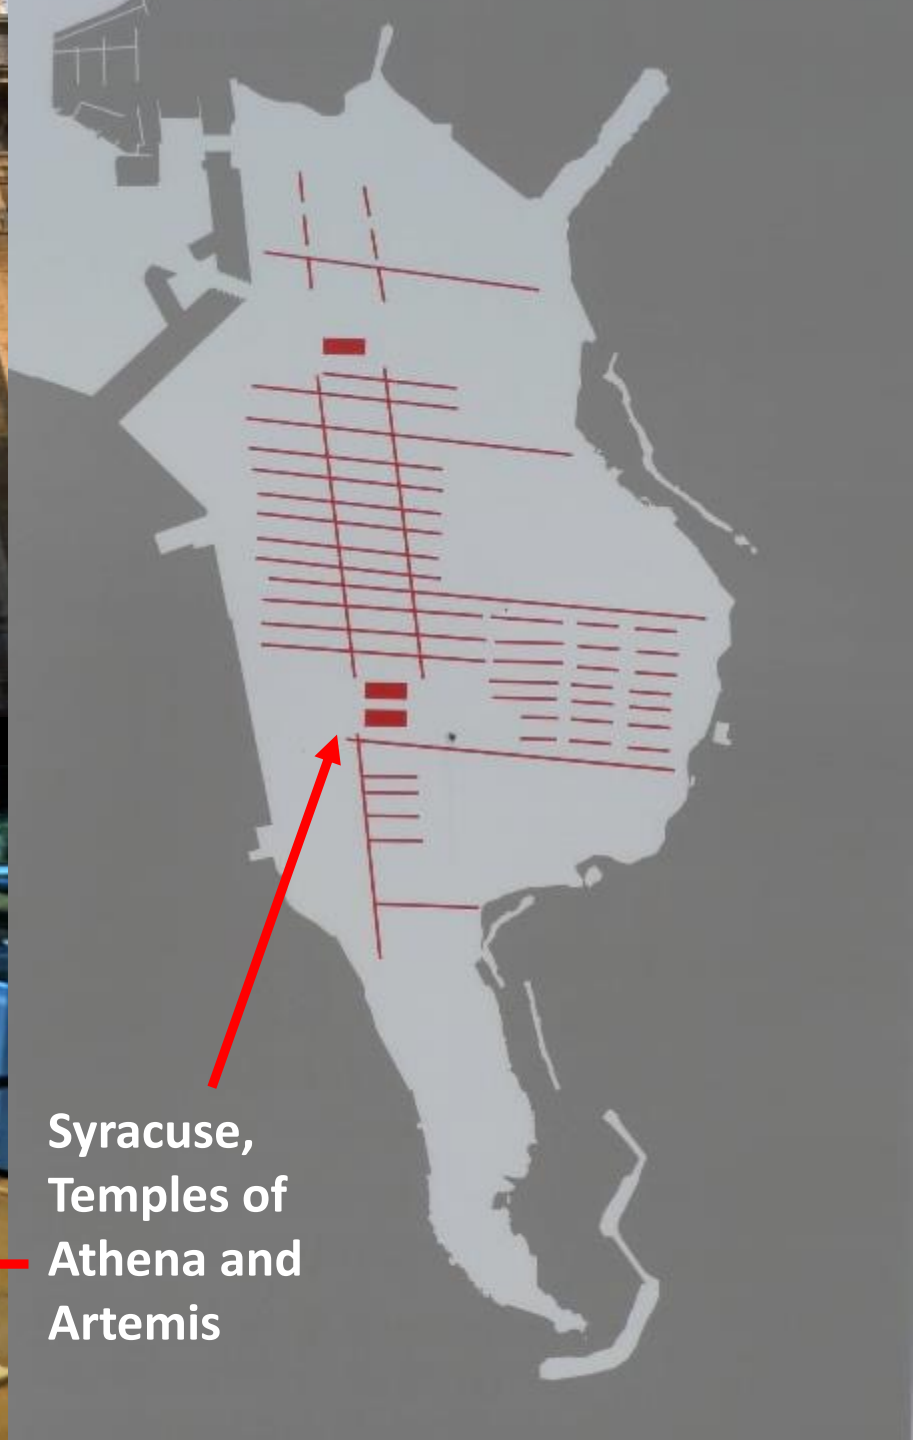 Syracuse,
Temples of
Athena and
Artemis